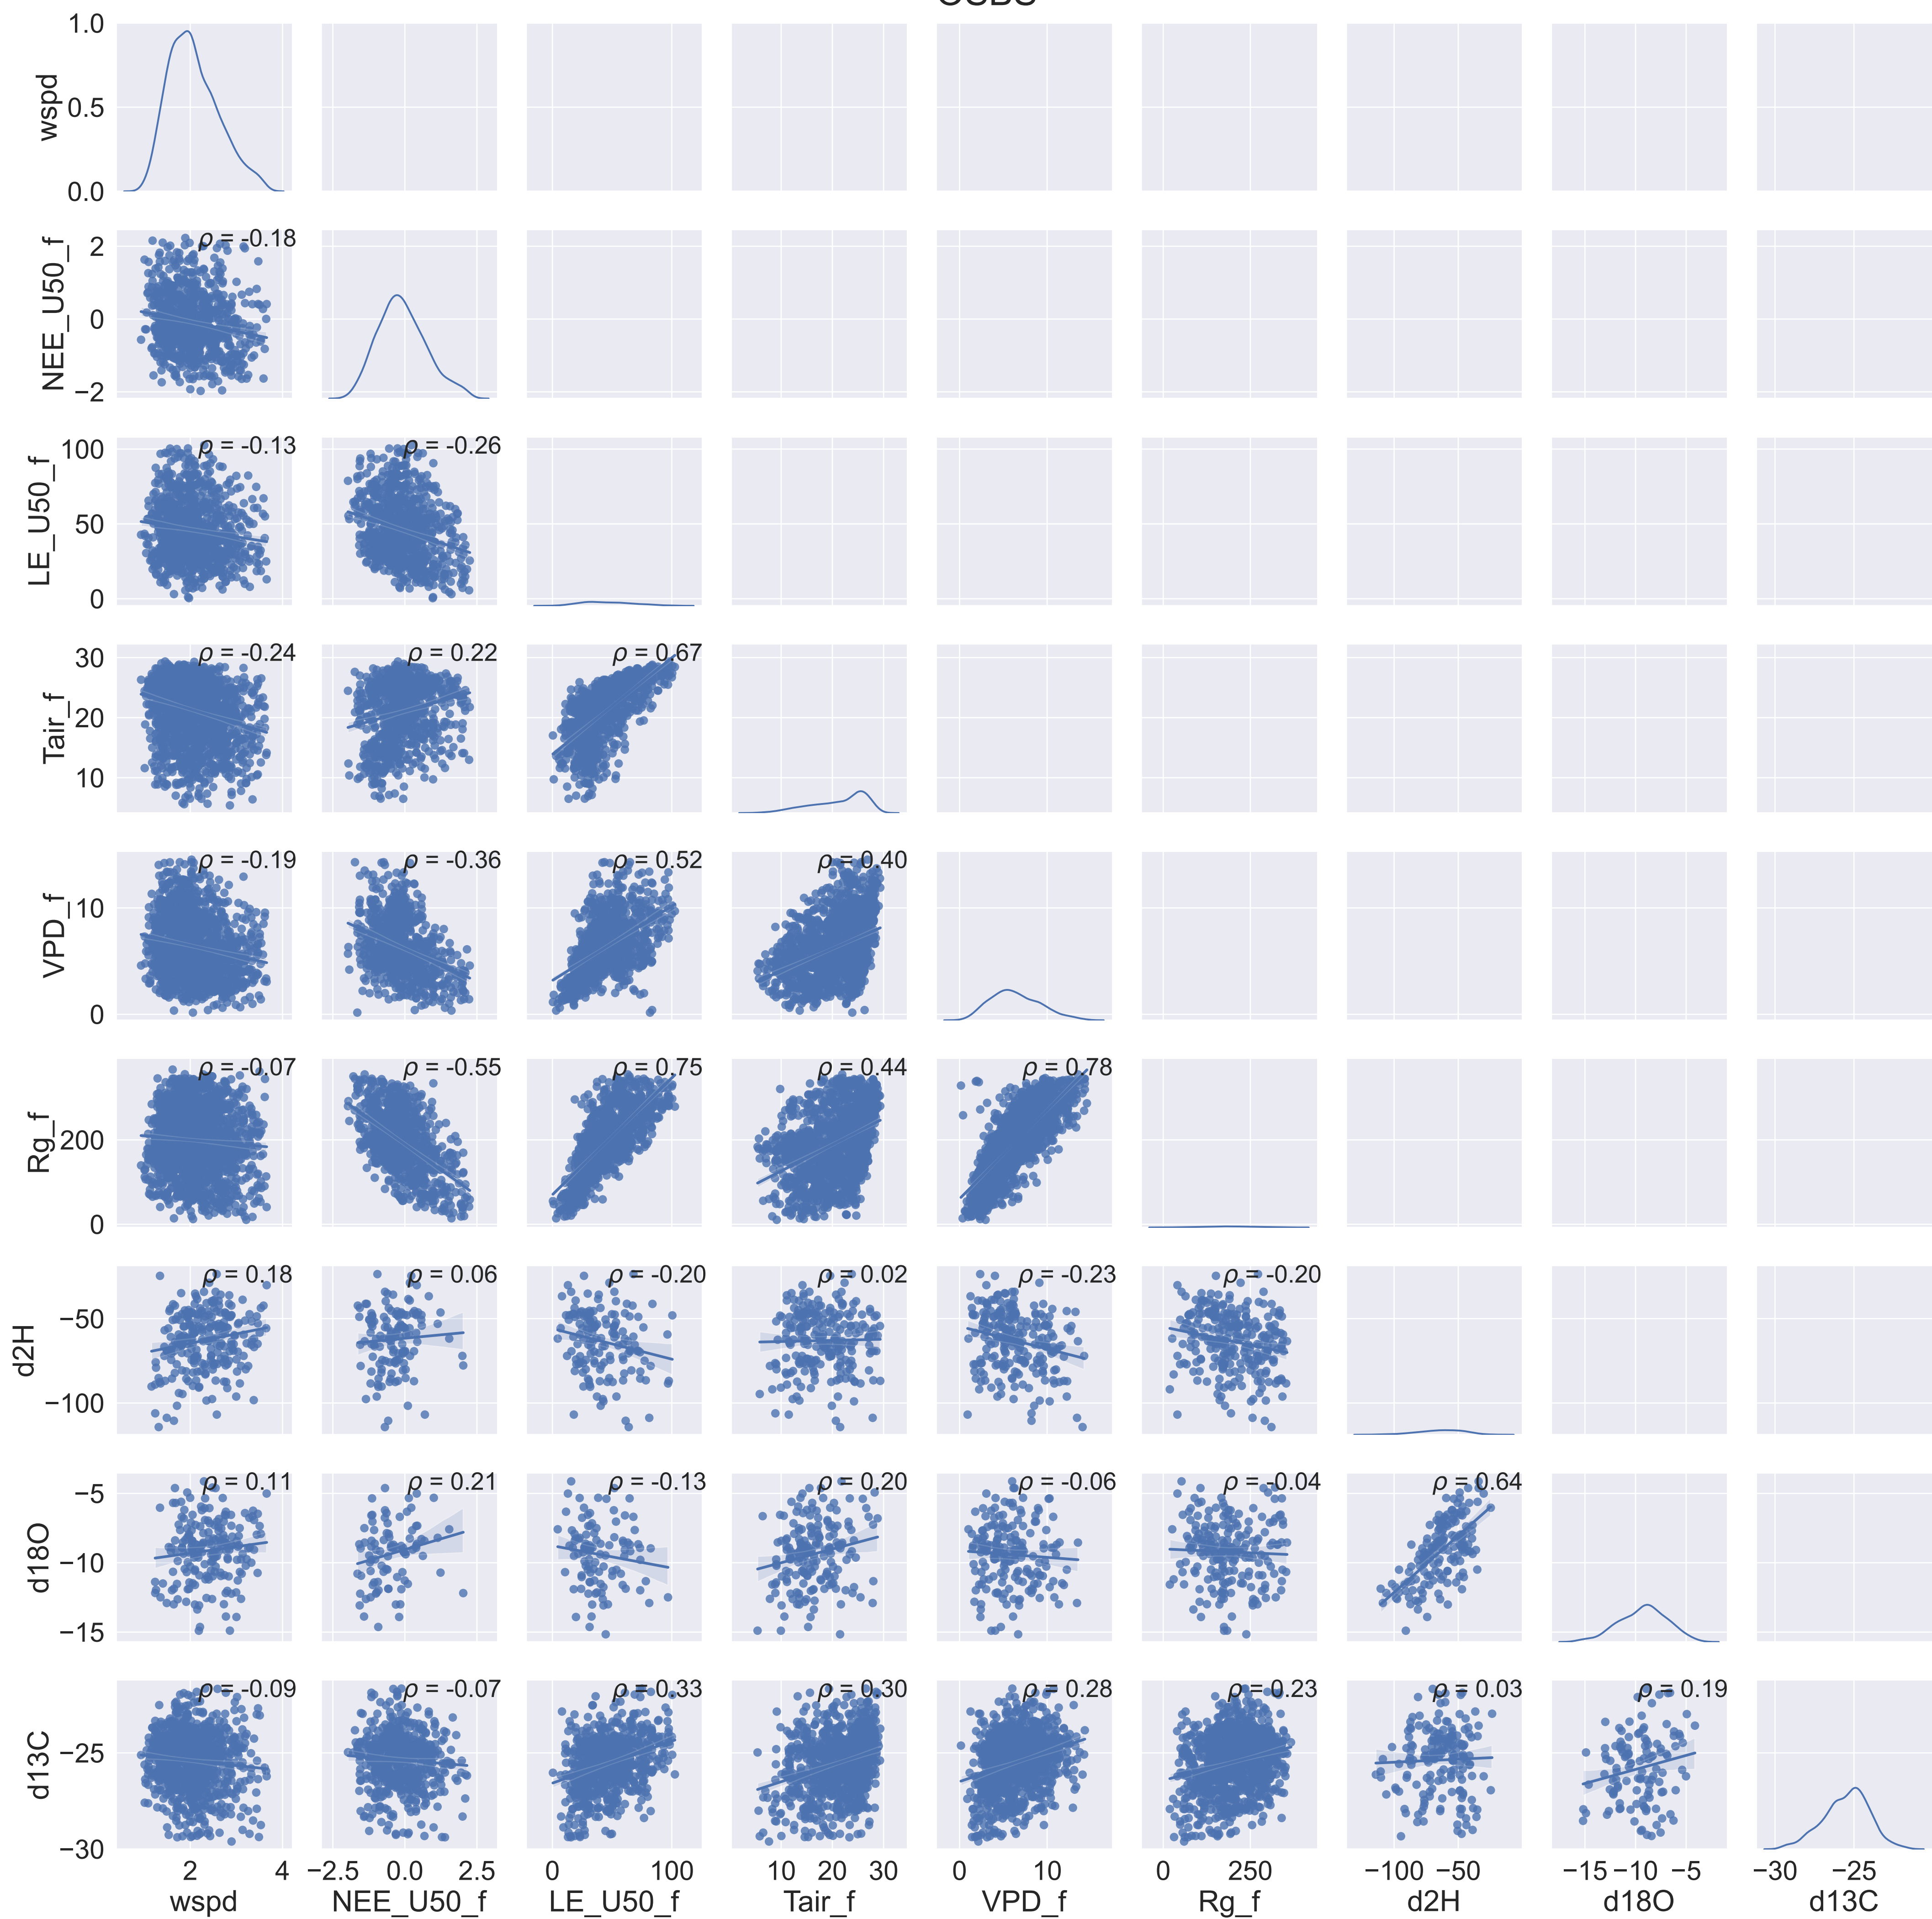 1.0
0.5
0.0
wspd
ρ = -0.18
2
0
−2
NEE_U50_f
ρ = -0.13 ρ = -0.26
100
50
0
LE_U50_f
ρ = -0.24 ρ = 0.22 ρ = 0.67
30
20
10
Tair_f
ρ = -0.19 ρ = -0.36 ρ = 0.52 ρ = 0.40
10
0
VPD_f
ρ = -0.07 ρ = -0.55 ρ = 0.75 ρ = 0.44 ρ = 0.78
200
0
Rg_f
ρ = 0.18 ρ = 0.06 ρ = -0.20 ρ = 0.02 ρ = -0.23 ρ = -0.20
−50
−100
d2H
ρ = 0.11 ρ = 0.21 ρ = -0.13 ρ = 0.20 ρ = -0.06 ρ = -0.04 ρ = 0.64
−5
−10
−15
d18O
ρ = -0.09 ρ = -0.07 ρ = 0.33 ρ = 0.30 ρ = 0.28 ρ = 0.23 ρ = 0.03 ρ = 0.19
−25
−30
d13C
2 4 −2.5 0.0 2.5 0 100 10 20 30 0 10 0 250 −100 −50 −15 −10 −5 −30 −25
wspd NEE_U50_f LE_U50_f Tair_f VPD_f Rg_f d2H d18O d13C